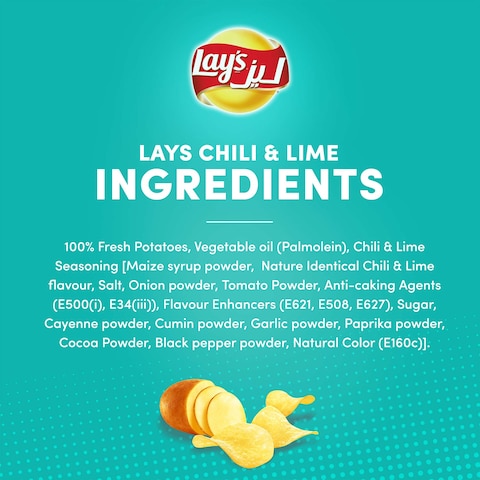 Lay's ليز
LAYS CHILI & LIME
INGREDIENTS
100% Fresh Potatoes, Vegetable oil (Palmolein), Chili & Lime
Seasoning [Maize syrup powder, Nature Identical Chili & Lime
flavour, Salt, Onion powder, Tomato Powder, Anti-caking Agents
(E500(i), E34(iii)), Flavour Enhancers (E621, E508, E627), Sugar,
Cayenne powder, Cumin powder, Garlic powder, Paprika powder,
Cocoa Powder, Black pepper powder, Natural Color (E160c)].